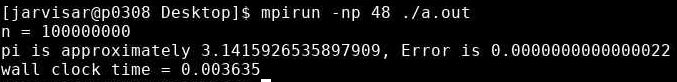 [jarvisar@p0308 Desktop]$ mpirun -np 48 ./a.out
n = 100000000
pi is approximately 3.1415926535897909, Error is 0.0000000000000022
wall clock time = 0.003635